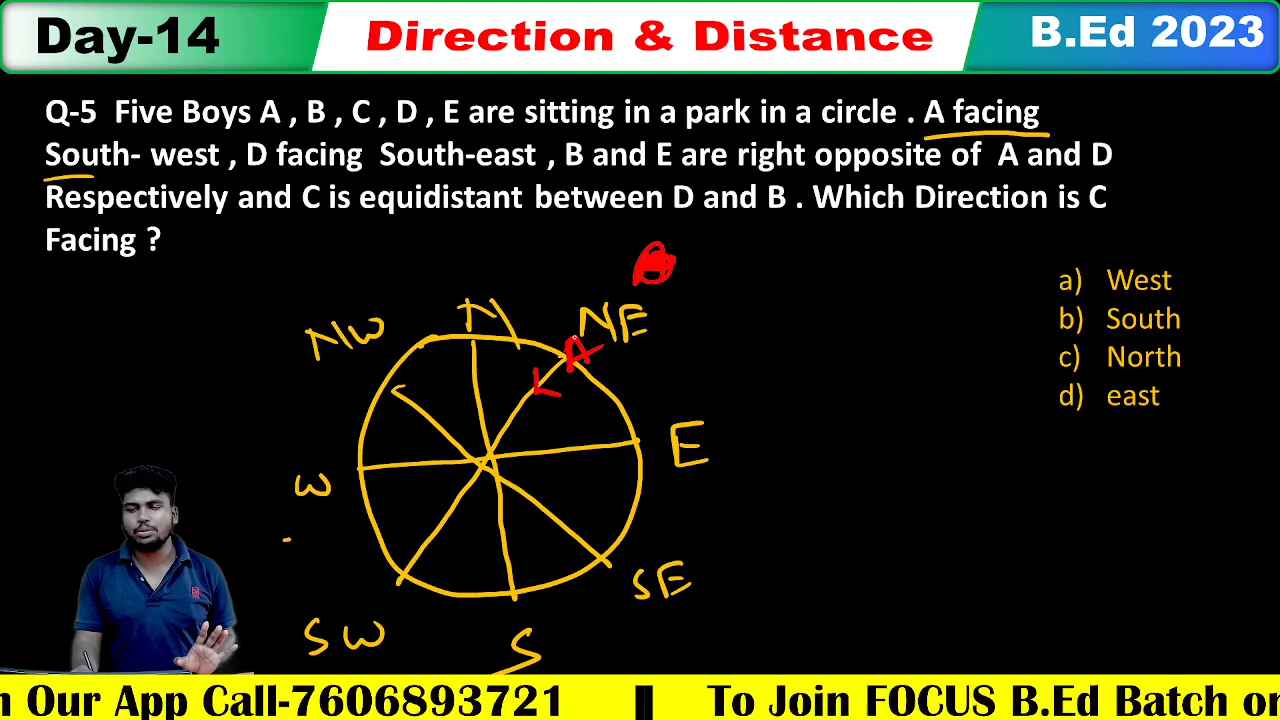 Day-14
Direction & Distance
B.Ed 2023
Q-5 Five Boys A , B , C , D , E are sitting in a park in a circle . A facing
South- west , D facing South-east , B and E are right opposite of A and D
Respectively and C is equidistant between D and B . Which Direction is C
Facing ?
a) West
b) South
c) North
d) east
NW
N
NE
A
E
W
SE
SW
S
n Our App Call-7606893721 || To Join FOCUS B.Ed Batch on